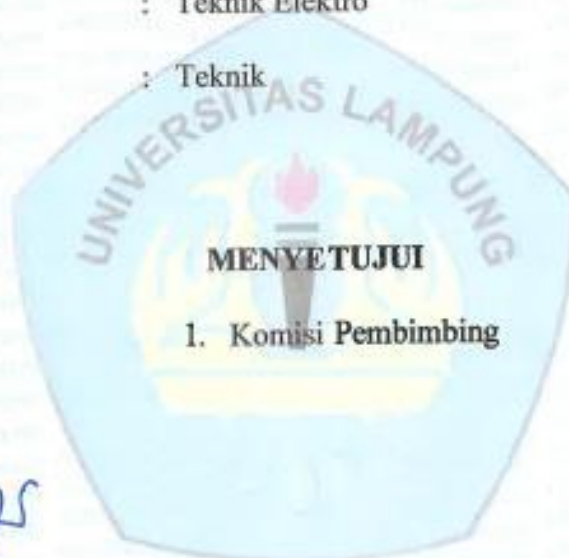 : Teknik Elektro
: Teknik
UNIVERSITAS LAMPUNG
MENYETUJUI
1. Komisi Pembimbing